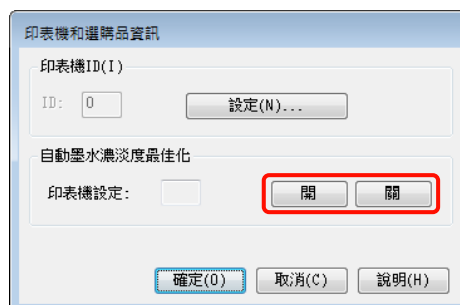 印表機和選購品資訊
印表機ID(I)
ID: 0 設定(N)...
自動墨水濃淡度最佳化
印表機設定: 開 關
確定(O) 取消(C) 說明(H)